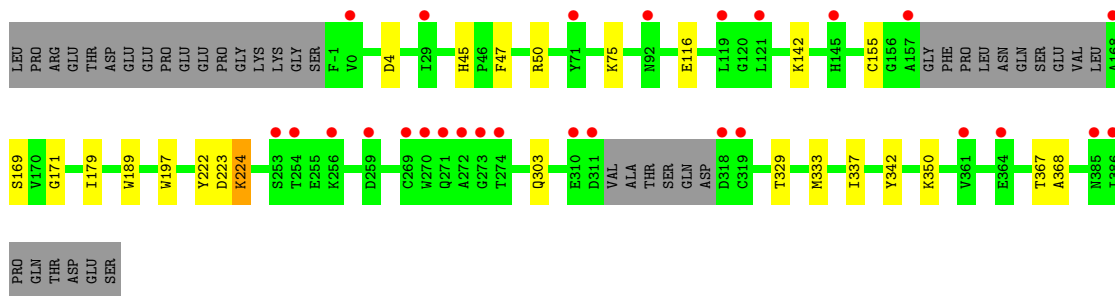 LEU PRO ARG GLU THR ASP GLU GLU PRO GLU GLU PRO GLY LYS LYS GLY SER F-1 V0 D4 I29 H45 P46 F47 R50 Y71 K75 N92 E116 L119 G120 L121 K142 H145 C155 G156 A157 GLY PHE PRO LEU ASN GLN SER GLU VAL LEU A168
S169 V170 G171 I179 W189 W197 Y222 D223 K224 S253 T254 E255 K256 D259 C269 W270 Q271 A272 G273 T274 Q303 E310 D311 VAL ALA THR SER GLN ASP D318 C319 T329 M333 I337 Y342 K350 V361 E364 T367 A368 N385 I386
PRO GLN THR ASP GLU SER